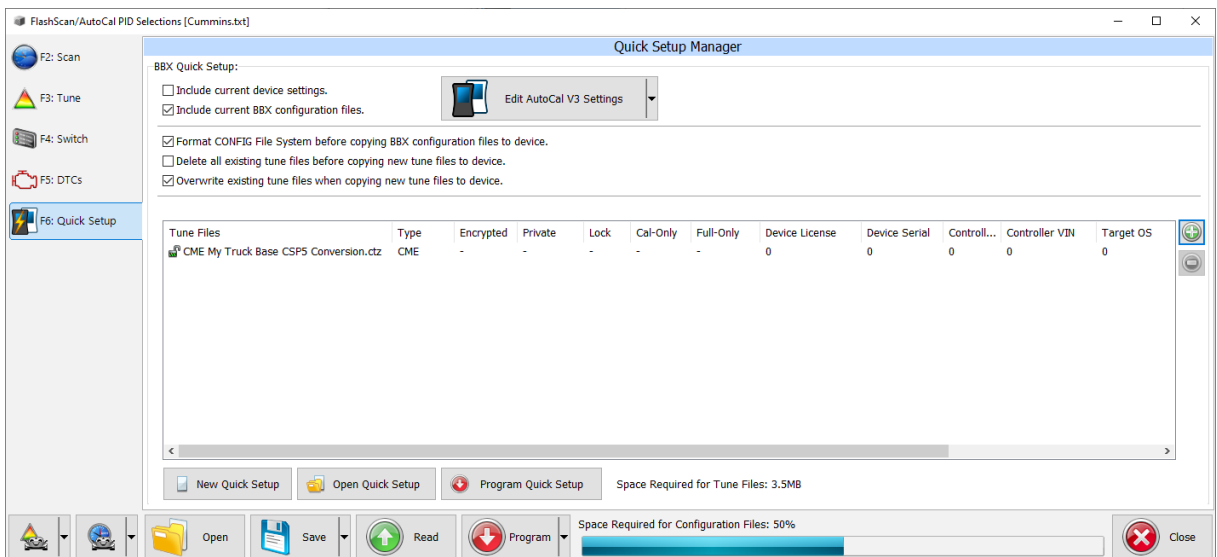 FlashScan/AutoCal PID Selections [Cummins.txt]
F2: Scan
F3: Tune
F4: Switch
F5: DTCs
F6: Quick Setup
Quick Setup Manager
BBX Quick Setup:
Include current device settings.
Include current BBX configuration files.
Edit AutoCal V3 Settings
Format CONFIG File System before copying BBX configuration files to device.
Delete all existing tune files before copying new tune files to device.
Overwrite existing tune files when copying new tune files to device.
Tune Files Type Encrypted Private Lock Cal-Only Full-Only Device License Device Serial Controll... Controller VIN Target OS
CME My Truck Base CSP5 Conversion.ctz CME - - - - - 0 0 0 0 0
New Quick Setup Open Quick Setup Program Quick Setup Space Required for Tune Files: 3.5MB
Open Save Read Program Space Required for Configuration Files: 50% Close